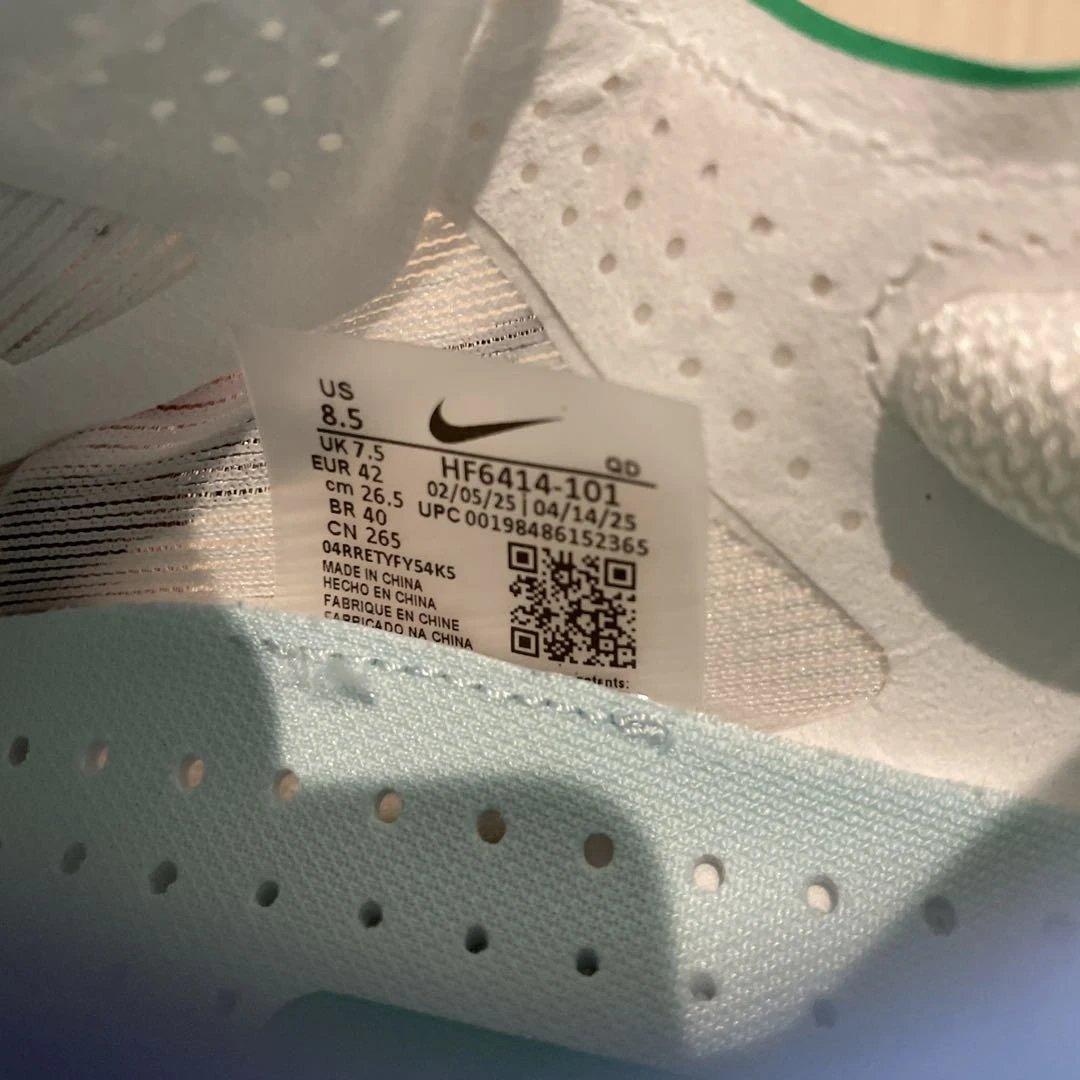 US
8.5
QD
UK 7.5
HF6414-101
EUR 42
02/05/25 | 04/14/25
cm 26.5
UPC 00198486152365
BR 40
CN 265
04RRETYFY54K5
MADE IN CHINA
HECHO EN CHINA
FABRIQUE EN CHINE
FABRICADO NA CHINA